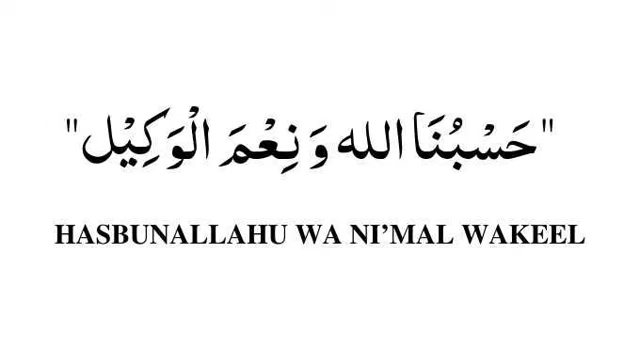 "حَسْبُنَا الله وَنِعْمَ الْوَكِيْل"
HASBUNALLAHU WA NI’MAL WAKEEL